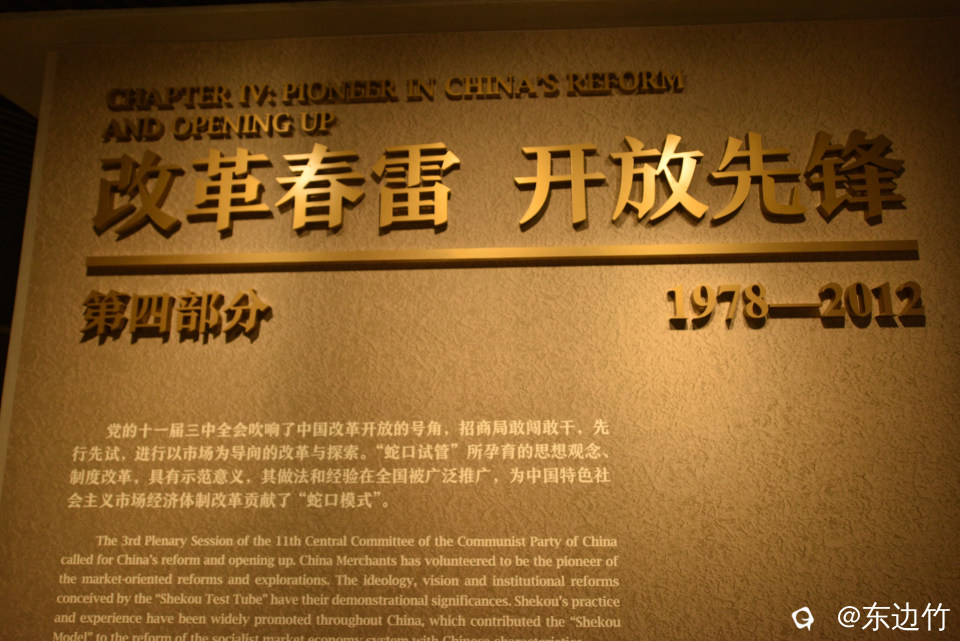 CHAPTER IV: PIONEER IN CHINA'S REFORM
AND OPENING UP
改革春雷 开放先锋
第四部分
1978—2012
党的十一届三中全会吹响了中国改革开放的号角，招商局敢闯敢干，先
行先试，进行以市场为导向的改革与探索。“蛇口试管”所孕育的思想观念、
制度改革，具有示范意义，其做法和经验在全国被广泛推广，为中国特色社
会主义市场经济体制改革贡献了“蛇口模式”。
The 3rd Plenary Session of the 11th Central Committee of the Communist Party of China
called for China's reform and opening up. China Merchants has volunteered to be the pioneer of
the market-oriented reforms and explorations. The ideology, vision and institutional reforms
conceived by the "Shekou Test Tube" have their demonstrational significances. Shekou's practice
and experience have been widely promoted throughout China, which contributed the "Shekou
Model" to the reform of the socialist market economy system with Chinese characteristics.
@东边竹